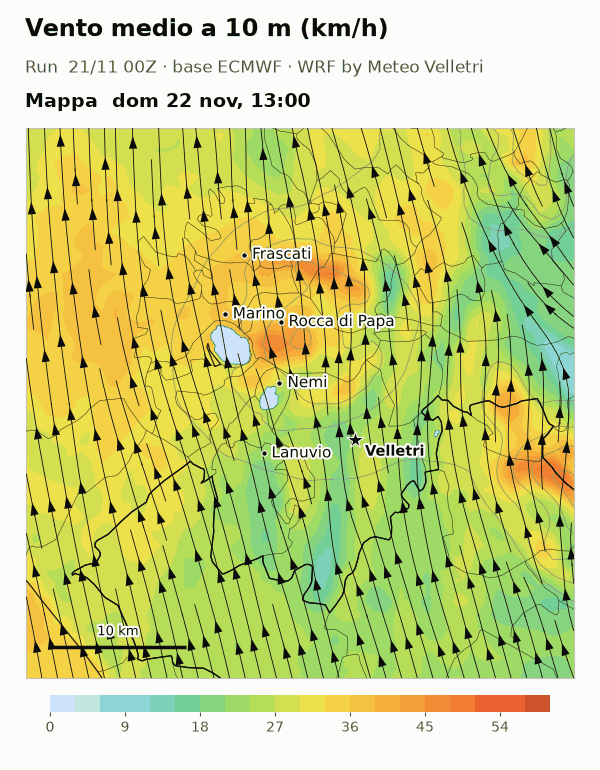 Vento medio a 10 m (km/h)
Run 21/11 00Z · base ECMWF · WRF by Meteo Velletri
Mappa dom 22 nov, 13:00
Frascati
Marino
Rocca di Papa
Nemi
Velletri
Lanuvio
10 km
0 9 18 27 36 45 54